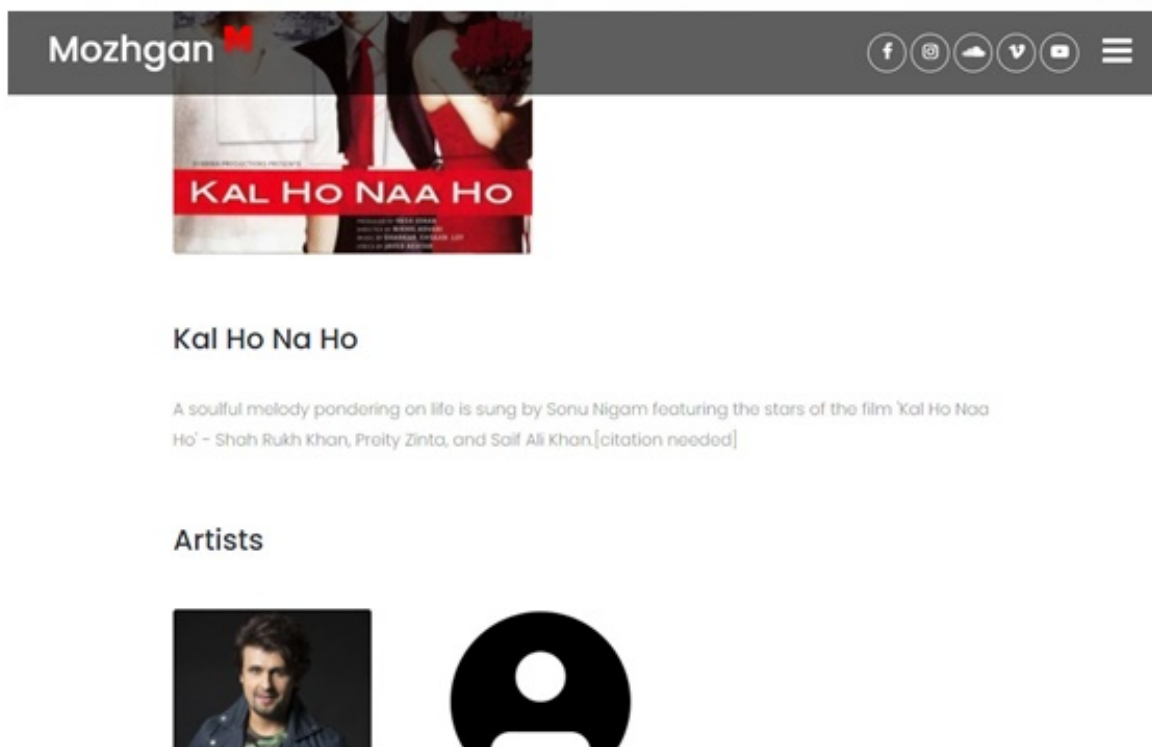 Mozhgan
KAL HO NAA HO
Kal Ho Na Ho
A soulful melody pondering on life is sung by Sonu Nigam featuring the stars of the film 'Kal Ho Naa
Ho' - Shah Rukh Khan, Preity Zinta, and Saif Ali Khan.[citation needed]
Artists